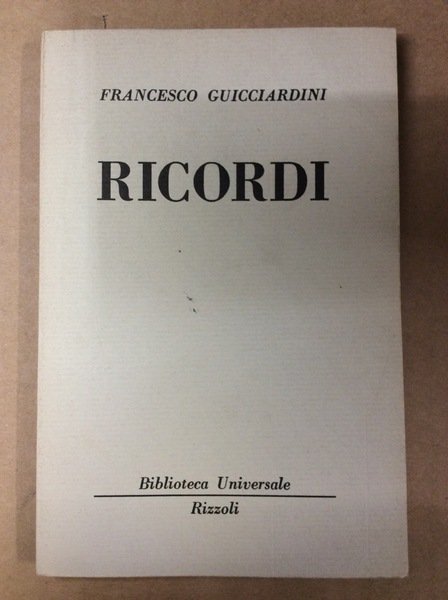 FRANCESCO GUICCIARDINI
RICORDI
Biblioteca Universale
Rizzoli